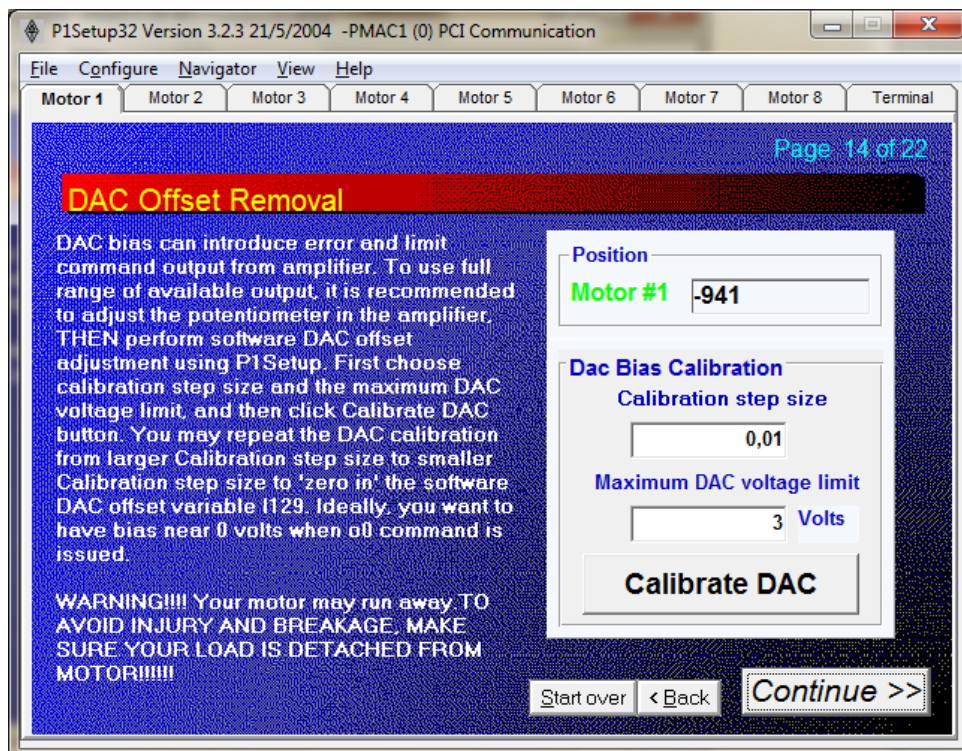 P1Setup32 Version 3.2.3 21/5/2004 -PMAC1 (0) PCI Communication
File Configure Navigator View Help
Motor 1 Motor 2 Motor 3 Motor 4 Motor 5 Motor 6 Motor 7 Motor 8 Terminal
Page 14 of 22
DAC Offset Removal
DAC bias can introduce error and limit
command output from amplifier. To use full
range of available output, it is recommended
to adjust the potentiometer in the amplifier,
THEN perform software DAC offset
adjustment using P1Setup. First choose
calibration step size and the maximum DAC
voltage limit, and then click Calibrate DAC
button. You may repeat the DAC calibration
from larger Calibration step size to smaller
Calibration step size to 'zero in' the software
DAC offset variable I129. Ideally, you want to
have bias near 0 volts when o0 command is
issued.
WARNING!!!! Your motor may run away.TO
AVOID INJURY AND BREAKAGE, MAKE
SURE YOUR LOAD IS DETACHED FROM
MOTOR!!!!!!
Position
Motor #1 -941
Dac Bias Calibration
Calibration step size
0,01
Maximum DAC voltage limit
3 Volts
Calibrate DAC
Start over < Back Continue >>